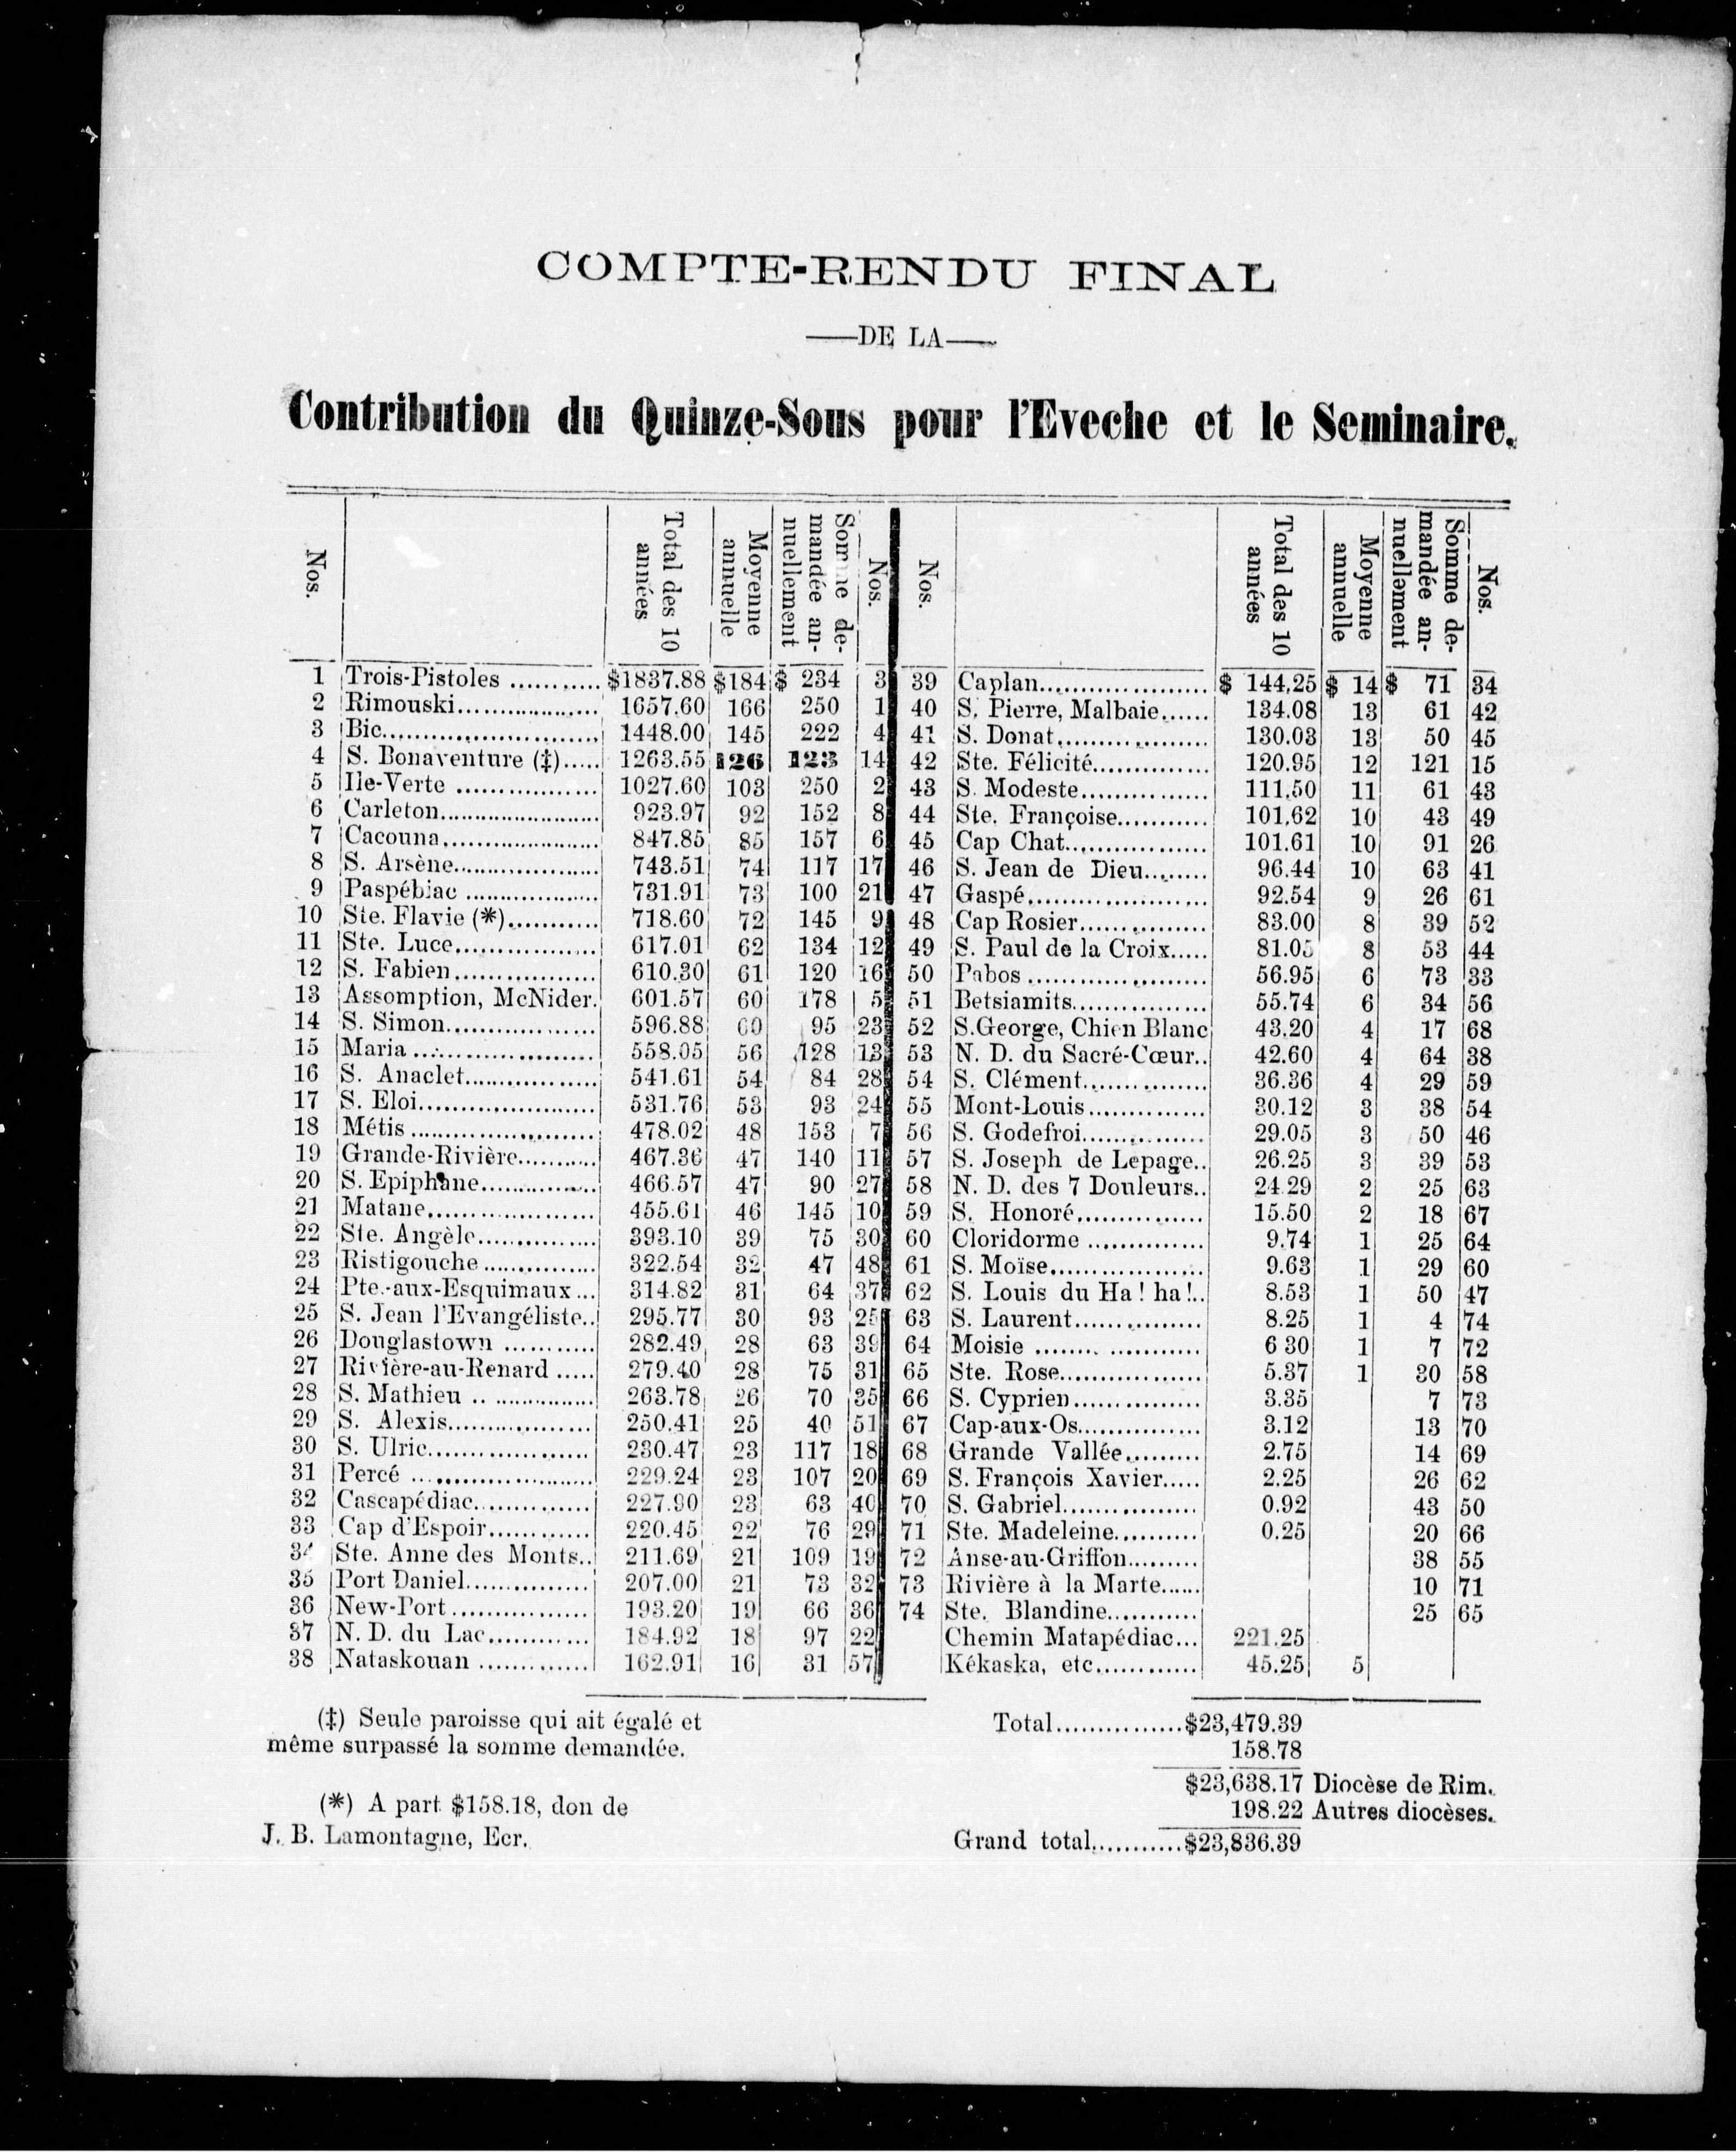 COMPTE-RENDU FINAL
——DE LA——
Contribution du Quinze-Sous pour l'Eveche et le Seminaire.
Nos. Total des 10 années Moyenne annuelle Somme demandée annuellement Nos. Nos. Total des 10 années Moyenne annuelle Somme demandée annuellement Nos.
1 Trois-Pistoles ........... $1837.88 $184 $ 234 3 39 Caplan..................... $ 144.25 $ 14 $ 71 34
2 Rimouski.................. 1657.60 166 250 1 40 S. Pierre, Malbaie...... 134.08 13 61 42
3 Bic.......................... 1448.00 145 222 4 41 S. Donat................... 130.03 13 50 45
4 S. Bonaventure (‡)..... 1263.55 126 123 14 42 Ste. Félicité............... 120.95 12 121 15
5 Ile-Verte ................. 1027.60 103 250 2 43 S. Modeste................ 111.50 11 61 43
6 Carleton....................... 923.97 92 152 8 44 Ste. Françoise........... 101.62 10 43 49
7 Cacouna...................... 847.85 85 157 6 45 Cap Chat................. 101.61 10 91 26
8 S. Arsène.................... 743.51 74 117 17 46 S. Jean de Dieu........ 96.44 10 63 41
9 Paspébiac ................... 731.91 73 100 21 47 Gaspé...................... 92.54 9 26 61
10 Ste. Flavie (*)........... 718.60 72 145 9 48 Cap Rosier................ 83.00 8 39 52
11 Ste. Luce................. 617.01 62 134 12 49 S. Paul de la Croix..... 81.05 8 53 44
12 S. Fabien................. 610.30 61 120 16 50 Pabos ...................... 56.95 6 73 33
13 Assomption, McNider. 601.57 60 178 5 51 Betsiamits................ 55.74 6 34 56
14 S. Simon.................. 596.88 60 95 23 52 S.George, Chien Blanc 43.20 4 17 68
15 Maria ...................... 558.05 56 128 13 53 N. D. du Sacré-Cœur.. 42.60 4 64 38
16 S. Anaclet................. 541.61 54 84 28 54 S. Clément............... 36.36 4 29 59
17 S. Eloi...................... 531.76 53 93 24 55 Mont-Louis............... 30.12 3 38 54
18 Métis ....................... 478.02 48 153 7 56 S. Godefroi............... 29.05 3 50 46
19 Grande-Rivière........... 467.36 47 140 11 57 S. Joseph de Lepage.. 26.25 3 39 53
20 S. Epiphane............... 466.57 47 90 27 58 N. D. des 7 Douleurs.. 24.29 2 25 63
21 Matane..................... 455.61 46 145 10 59 S. Honoré................ 15.50 2 18 67
22 Ste. Angèle............... 393.10 39 75 30 60 Cloridorme .............. 9.74 1 25 64
23 Ristigouche ............... 322.54 32 47 48 61 S. Moïse................... 9.63 1 29 60
24 Pte.-aux-Esquimaux... 314.82 31 64 37 62 S. Louis du Ha! ha!.. 8.53 1 50 47
25 S. Jean l'Evangéliste.. 295.77 30 93 25 63 S. Laurent............... 8.25 1 4 74
26 Douglastown ........... 282.49 28 63 39 64 Moisie .................... 6 30 1 7 72
27 Rivière-au-Renard ..... 279.40 28 75 31 65 Ste. Rose................. 5.37 1 30 58
28 S. Mathieu .. ............... 263.78 26 70 35 66 S. Cyprien............... 3.35 7 73
29 S. Alexis.................. 250.41 25 40 51 67 Cap-aux-Os............... 3.12 13 70
30 S. Ulric.................... 230.47 23 117 18 68 Grande Vallée......... 2.75 14 69
31 Percé ....................... 229.24 23 107 20 69 S. François Xavier..... 2.25 26 62
32 Cascapédiac.............. 227.90 23 63 40 70 S. Gabriel................ 0.92 43 50
33 Cap d'Espoir............ 220.45 22 76 29 71 Ste. Madeleine.......... 0.25 20 66
34 Ste. Anne des Monts.. 211.69 21 109 19 72 Anse-au-Griffon......... 38 55
35 Port Daniel............... 207.00 21 73 32 73 Rivière à la Marte...... 10 71
36 New-Port................ 193.20 19 66 36 74 Ste. Blandine........... 25 65
37 N. D. du Lac............ 184.92 18 97 22 Chemin Matapédiac... 221.25
38 Nataskouan .............. 162.91 16 31 57 Kékaska, etc............ 45.25 5
(‡) Seule paroisse qui ait égalé et
même surpassé la somme demandée.
(*) A part $158.18, don de
J. B. Lamontagne, Ecr.
Total...............$23,479.39
158.78
$23,638.17 Diocèse de Rim.
198.22 Autres diocèses.
Grand total...........$23,836.39